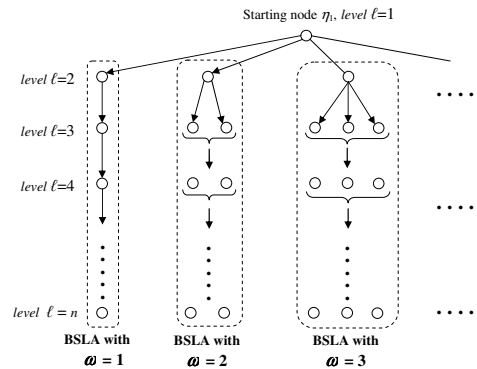 Starting node η₁, level ℓ=1
level ℓ=2
level ℓ=3
level ℓ=4
level ℓ = n
BSLA with ω = 1
BSLA with ω = 2
BSLA with ω = 3